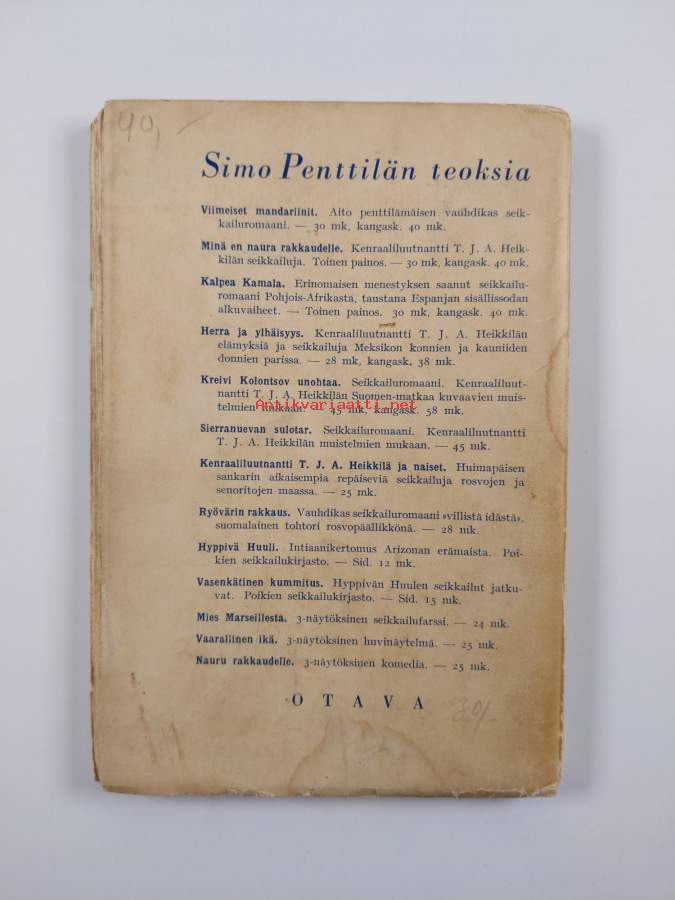 40,-
Simo Penttilän teoksia
Viimeiset mandariinit. Aito penttilämäisen vauhdikas seik-
kailuromaani. — 30 mk, kangask. 40 mk.
Minä en naura rakkaudelle. Kenraaliluutnantti T. J. A. Heik-
kilän seikkailuja. Toinen painos. — 30 mk, kangask. 40 mk.
Kalpea Kamala. Erinomaisen menestyksen saanut seikkailu-
romaani Pohjois-Afrikasta, taustana Espanjan sisällissodan
alkuvaiheet. — Toinen painos. 30 mk, kangask. 40 mk.
Herra ja ylhäisyys. Kenraaliluutnantti T. J. A. Heikkilän
elämyksiä ja seikkailuja Meksikon konnien ja kauniiden
donnien parissa. — 28 mk, kangask. 38 mk.
Kreivi Kolontsov unohtaa. Seikkailuromaani. Kenraaliluut-
nantti T. J. A. Heikkilän Suomen-matkaa kuvaavien muis-
Antikvariaatti.net
telmien mukaan. — 45 mk, kangask. 58 mk.
Sierranuevan sulotar. Seikkailuromaani. Kenraaliluutnantti
T. J. A. Heikkilän muistelmien mukaan. — 45 mk.
Kenraaliluutnantti T. J. A. Heikkilä ja naiset. Huimapäisen
sankarin aikaisempia repäiseviä seikkailuja rosvojen ja
senoritojen maassa. — 25 mk.
Ryövärin rakkaus. Vauhdikas seikkailuromaani »villistä idästä»,
suomalainen tohtori rosvopäällikkönä. — 28 mk.
Hyppivä Huuli. Intiaanikertomus Arizonan erämaista. Poi-
kien seikkailukirjasto. — Sid. 12 mk.
Vasenkätinen kummitus. Hyppivän Huulen seikkailut jatku-
vat. Poikien seikkailukirjasto. — Sid. 15 mk.
Mies Marseillesta. 3-näytöksinen seikkailufarssi. — 24 mk.
Vaarallinen ikä. 3-näytöksinen huvinäytelmä. — 25 mk.
Nauru rakkaudelle. 3-näytöksinen komedia. — 25 mk.
OTAVA